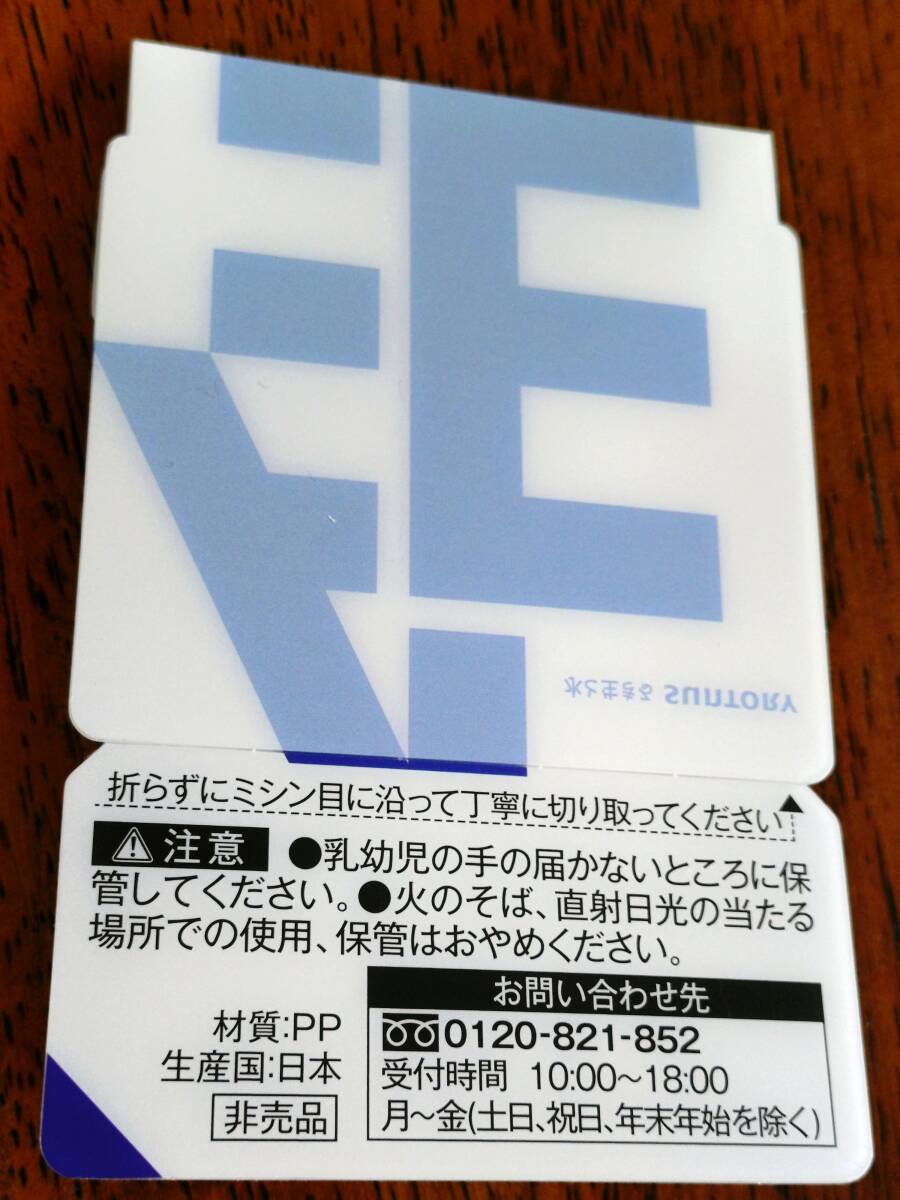 水と生きる SUNTORY
折らずにミシン目に沿って丁寧に切り取ってください
注意 ●乳幼児の手の届かないところに保
管してください。●火のそば、直射日光の当たる
場所での使用、保管はおやめください。
材質:PP
生産国:日本
非売品
お問い合わせ先
0120-821-852
受付時間 10:00～18:00
月～金(土日、祝日、年末年始を除く)